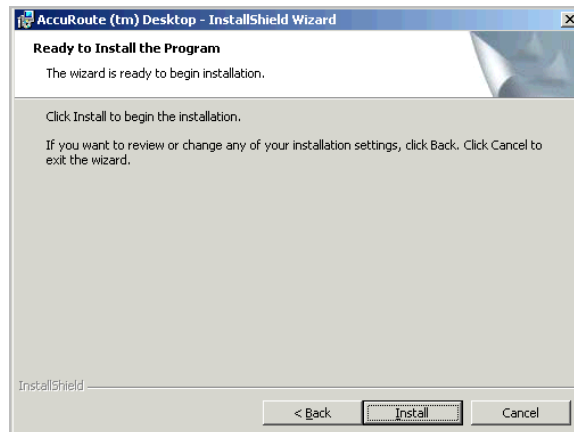 AccuRoute (tm) Desktop - InstallShield Wizard
Ready to Install the Program
The wizard is ready to begin installation.
Click Install to begin the installation.
If you want to review or change any of your installation settings, click Back. Click Cancel to
exit the wizard.
InstallShield
< Back
Install
Cancel